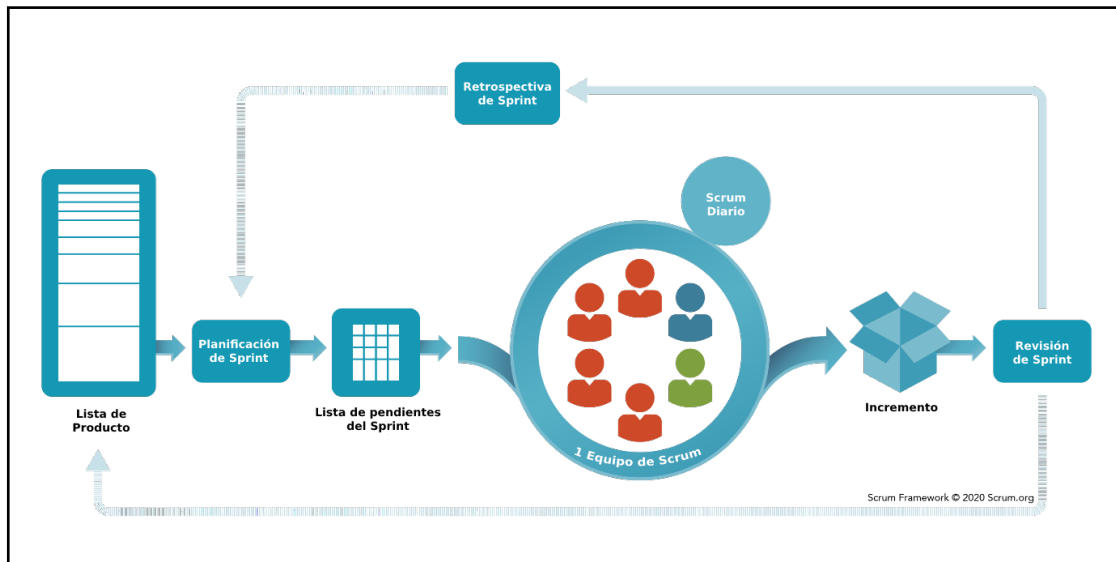 Retrospectiva
de Sprint
Scrum
Diario
Planificación
de Sprint
Revisión
de Sprint
Lista de
Producto
Lista de pendientes
del Sprint
Incremento
1 Equipo de Scrum
Scrum Framework © 2020 Scrum.org